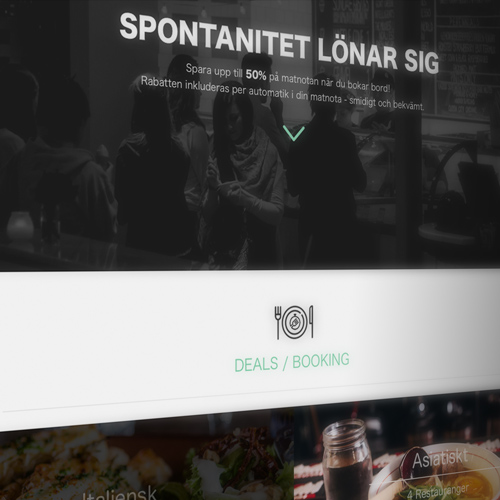 SPONTANITET LÖNAR SIG
Spara upp till 50% på matnotan när du bokar bord!
Rabatten inkluderas per automatik i din matnota - smidigt och bekvämt.
DEALS / BOOKING
Italiensk
Asiatiskt
4 Restauranger